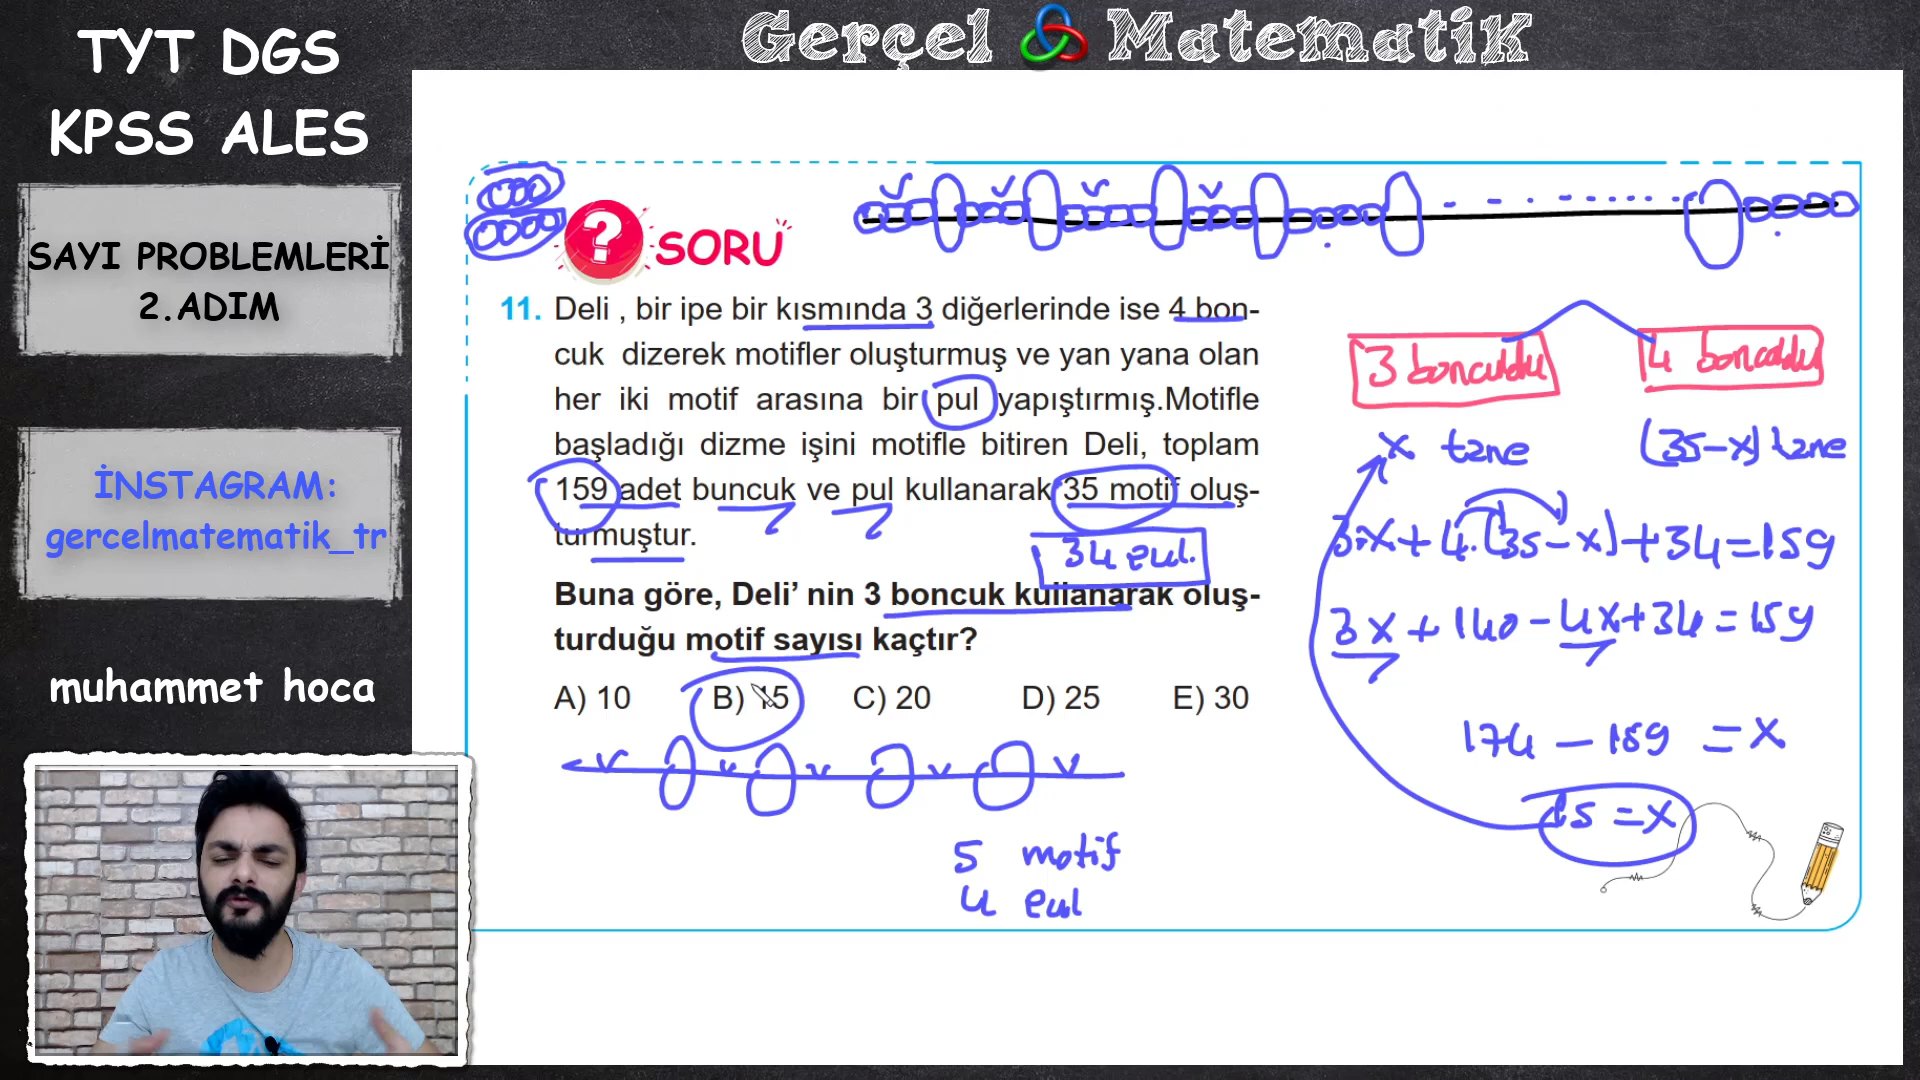 Gerçel Matematik
TYT DGS
KPSS ALES
SAYI PROBLEMLERİ
2.ADIM
İNSTAGRAM:
gercelmatematik_tr
muhammet hoca
? SORU
11. Deli , bir ipe bir kısmında 3 diğerlerinde ise 4 bon-
cuk dizerek motifler oluşturmuş ve yan yana olan
her iki motif arasına bir pul yapıştırmış.Motifle
başladığı dizme işini motifle bitiren Deli, toplam
159 adet buncuk ve pul kullanarak 35 motif oluş-
turmuştur.
34 pul.
Buna göre, Deli' nin 3 boncuk kullanarak oluş-
turduğu motif sayısı kaçtır?
A) 10 B) 15 C) 20 D) 25 E) 30
5 motif
4 pul
3 boncuklu 4 boncuklu
x tane (35-x) tane
3.x+4.(35-x)+34=159
3x+140-4x+34=159
174-159=x
15=x